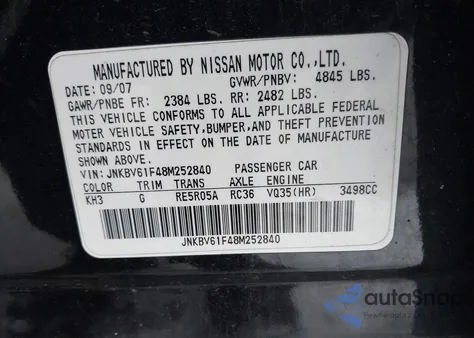 MANUFACTURED BY NISSAN MOTOR CO.,LTD.
DATE: 09/07 GVWR/PNBV: 4845 LBS.
GAWR/PNBE FR: 2384 LBS. RR: 2482 LBS.
THIS VEHICLE CONFORMS TO ALL APPLICABLE FEDERAL
MOTER VEHICLE SAFETY,BUMPER,AND THEFT PREVENTION
STANDARDS IN EFFECT ON THE DATE OF MANUFACTURE
SHOWN ABOVE.
VIN: JNKBV61F48M252840 PASSENGER CAR
COLOR TRIM TRANS AXLE ENGINE
KH3 G RE5R05A RC36 VQ35(HR) 3498CC
JNKBV61F48M252840
autaSnap